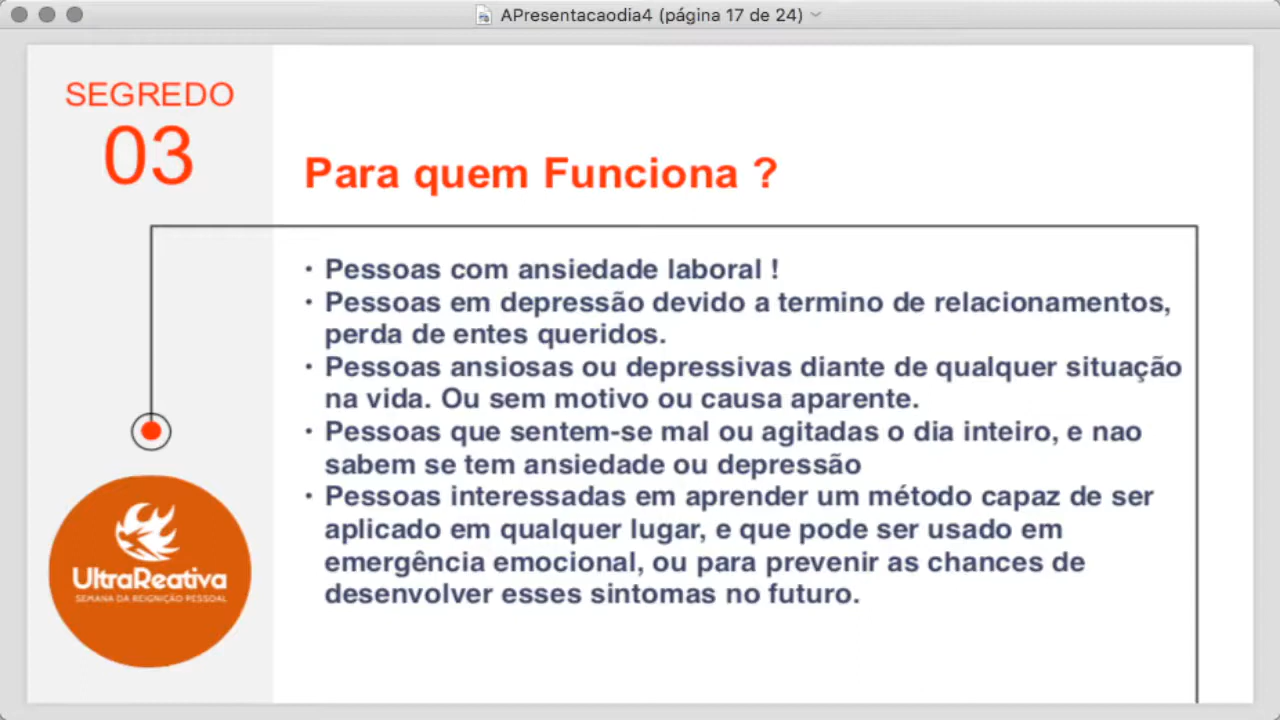 APresentacaodia4 (página 17 de 24)
SEGREDO
03
Para quem Funciona ?
• Pessoas com ansiedade laboral !
• Pessoas em depressão devido a termino de relacionamentos,
perda de entes queridos.
• Pessoas ansiosas ou depressivas diante de qualquer situação
na vida. Ou sem motivo ou causa aparente.
• Pessoas que sentem-se mal ou agitadas o dia inteiro, e nao
sabem se tem ansiedade ou depressão
• Pessoas interessadas em aprender um método capaz de ser
aplicado em qualquer lugar, e que pode ser usado em
emergência emocional, ou para prevenir as chances de
desenvolver esses sintomas no futuro.
UltraReativa
SEMANA DA REIGNIÇÃO PESSOAL